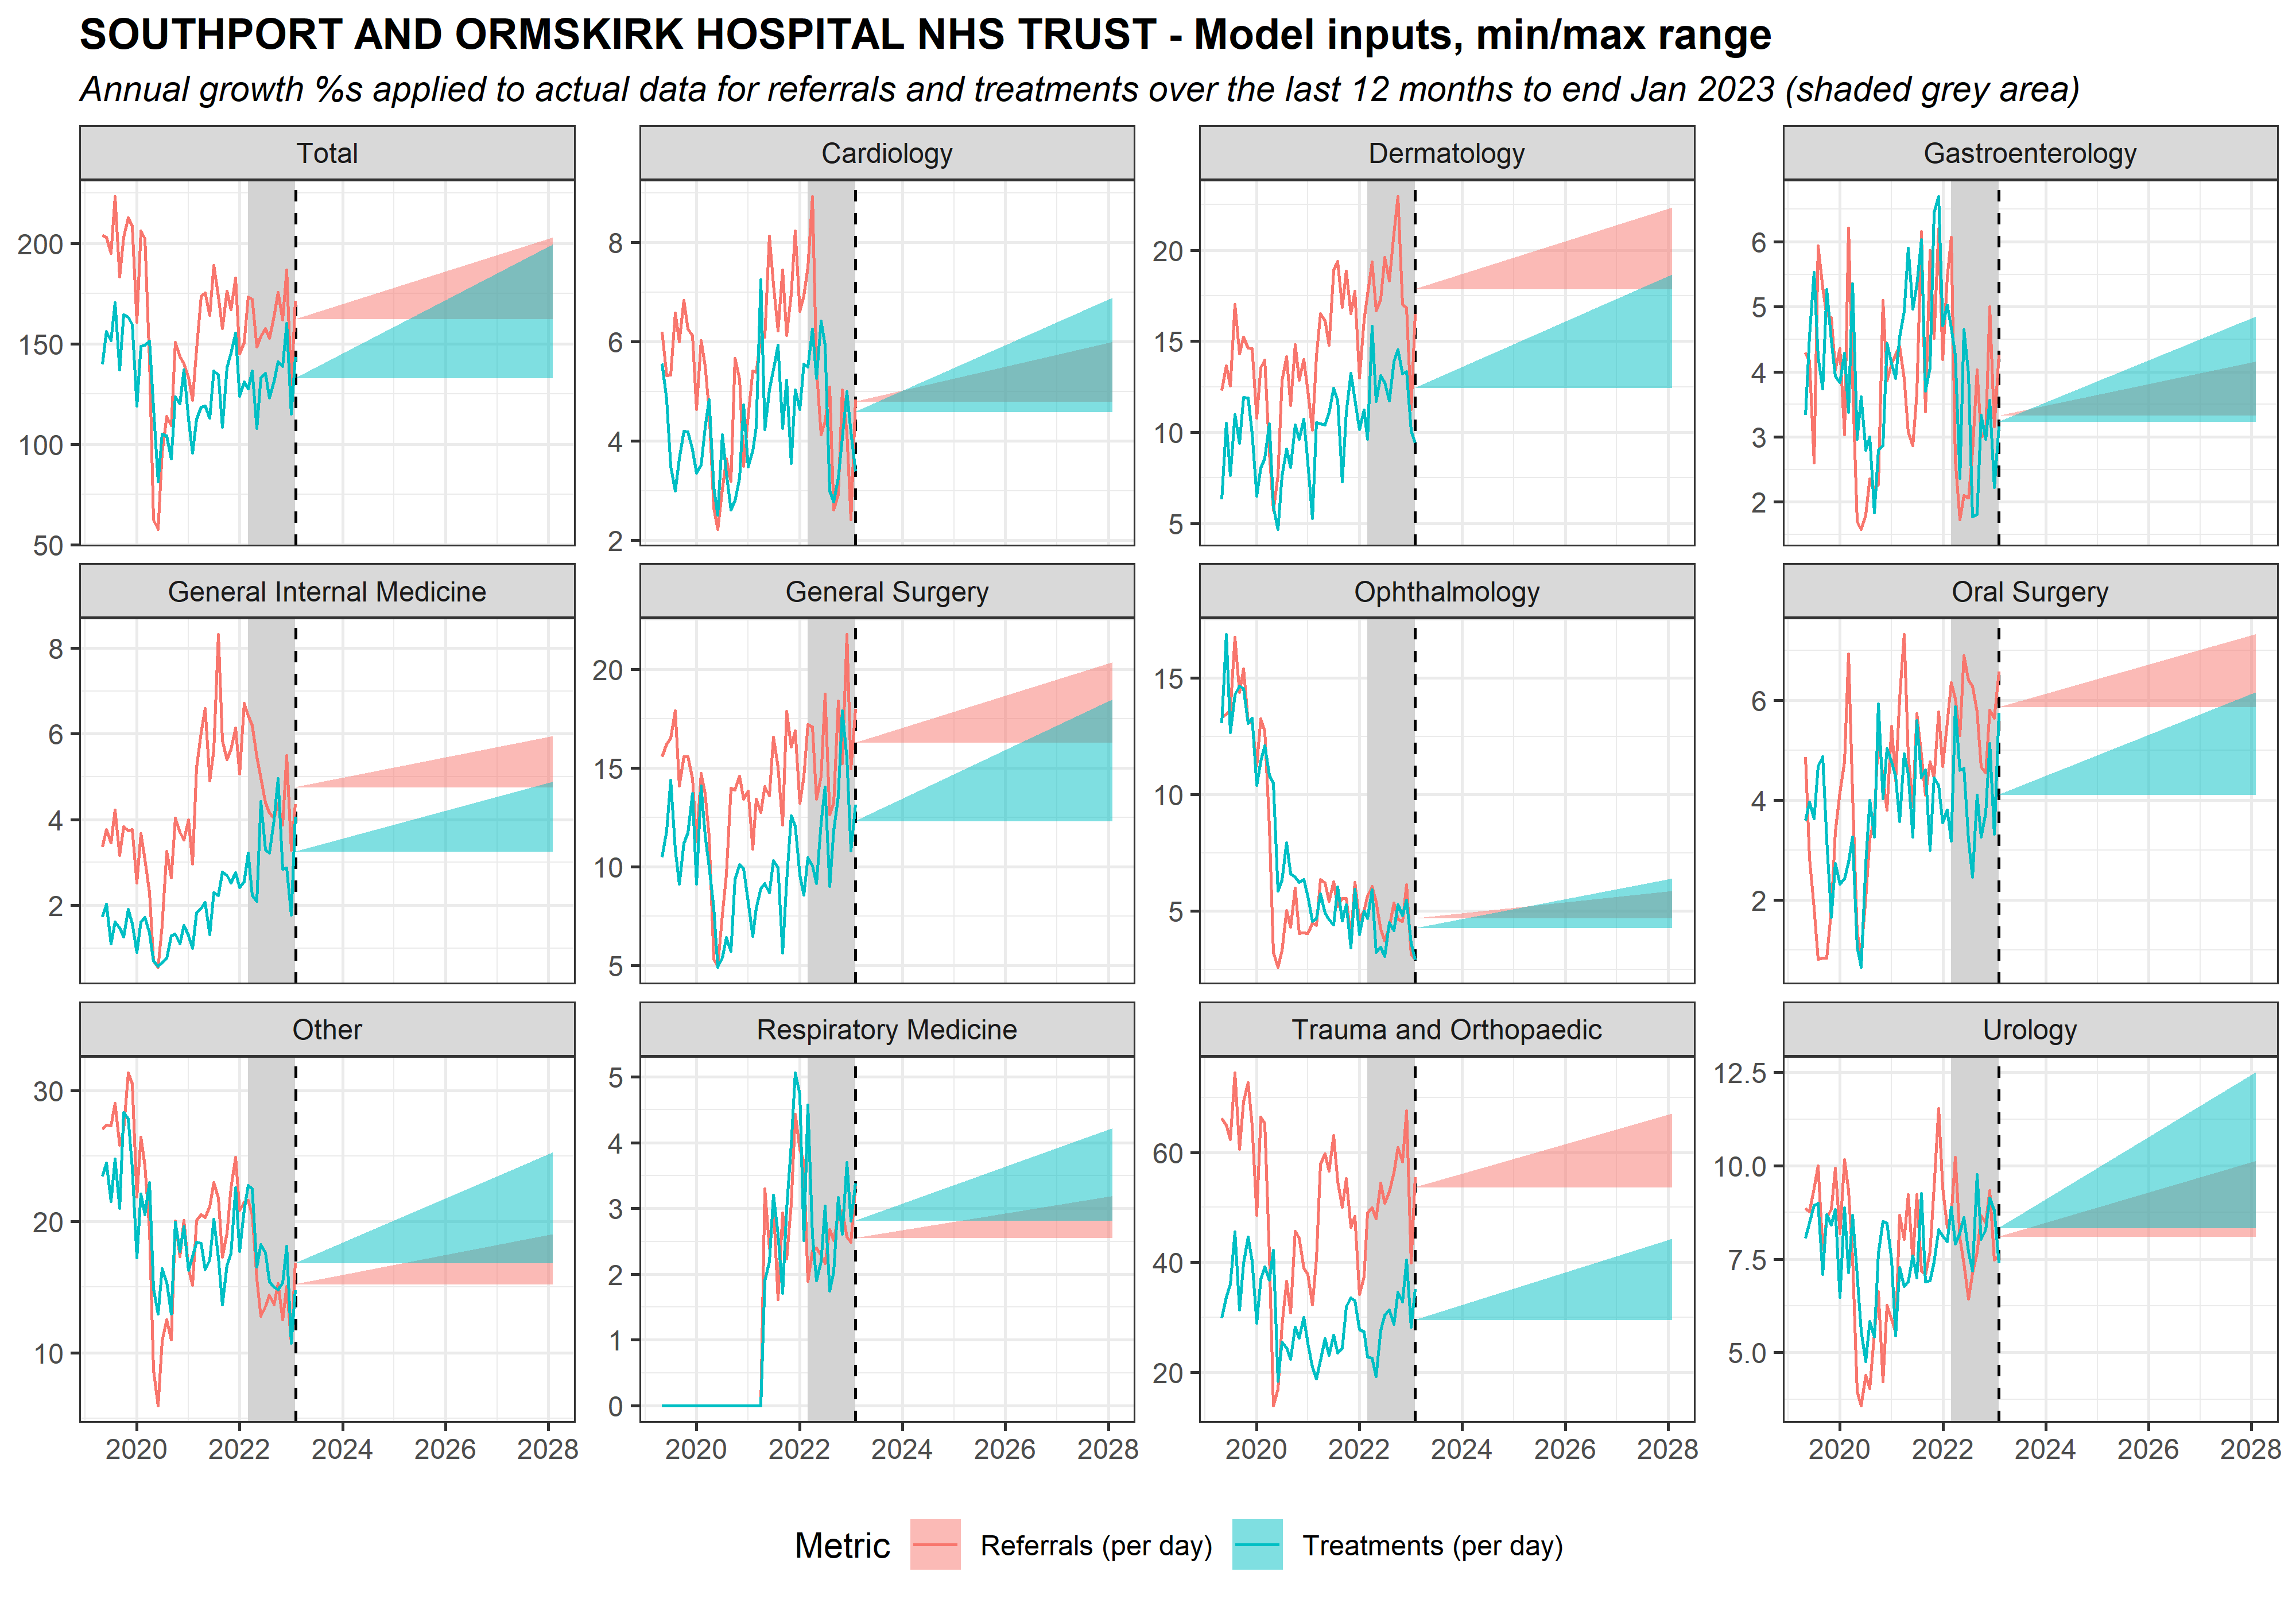 SOUTHPORT AND ORMSKIRK HOSPITAL NHS TRUST - Model inputs, min/max range
Annual growth %s applied to actual data for referrals and treatments over the last 12 months to end Jan 2023 (shaded grey area)
Total
Cardiology
Dermatology
Gastroenterology
200
150
100
50
8
6
4
2
20
15
10
5
6
5
4
3
2
General Internal Medicine
General Surgery
Ophthalmology
Oral Surgery
8
6
4
2
20
15
10
5
15
10
5
6
4
2
Other
Respiratory Medicine
Trauma and Orthopaedic
Urology
30
20
10
5
4
3
2
1
0
60
40
20
12.5
10.0
7.5
5.0
2020 2022 2024 2026 2028
2020 2022 2024 2026 2028
2020 2022 2024 2026 2028
2020 2022 2024 2026 2028
Metric Referrals (per day) Treatments (per day)